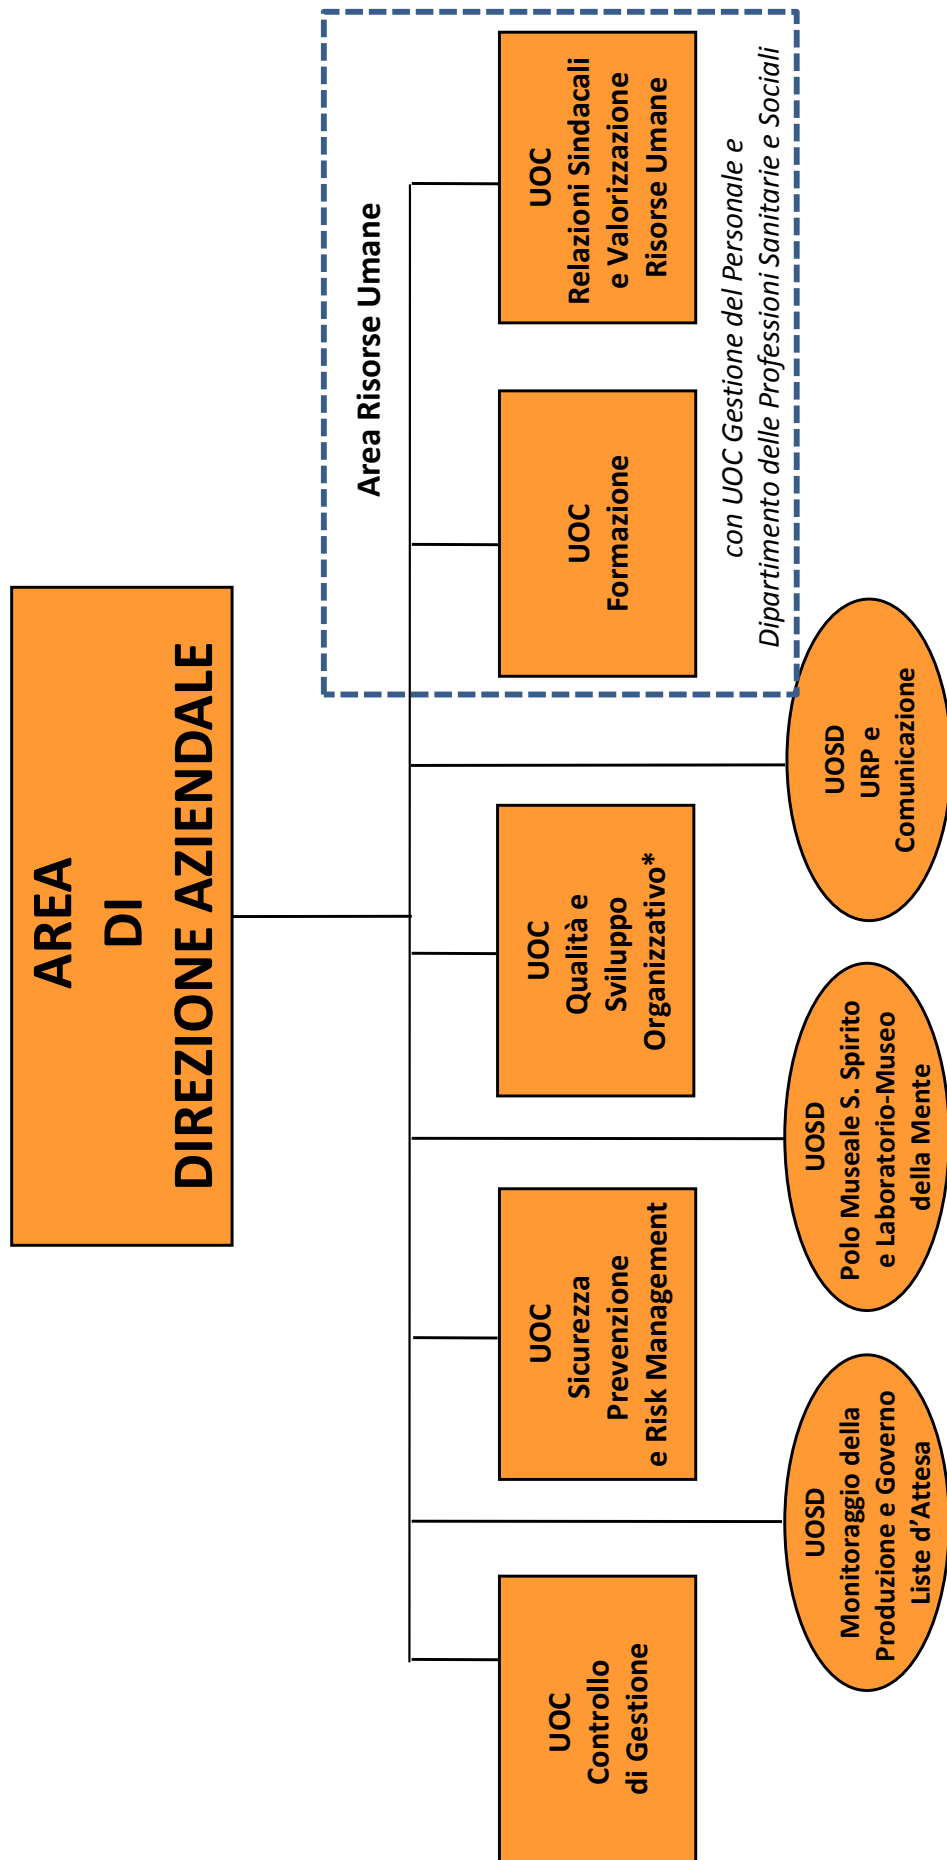 AREA
DI
DIREZIONE AZIENDALE
Area Risorse Umane
UOC
Controllo
di Gestione
UOC
Sicurezza
Prevenzione
e Risk Management
UOC
Qualità e
Sviluppo
Organizzativo*
UOC
Formazione
UOC
Relazioni Sindacali
e Valorizzazione
Risorse Umane
con UOC Gestione del Personale e
Dipartimento delle Professioni Sanitarie e Sociali
UOSD
Monitoraggio della
Produzione e Governo
Liste d’Attesa
UOSD
Polo Museale S. Spirito
e Laboratorio-Museo
della Mente
UOSD
URP e
Comunicazione